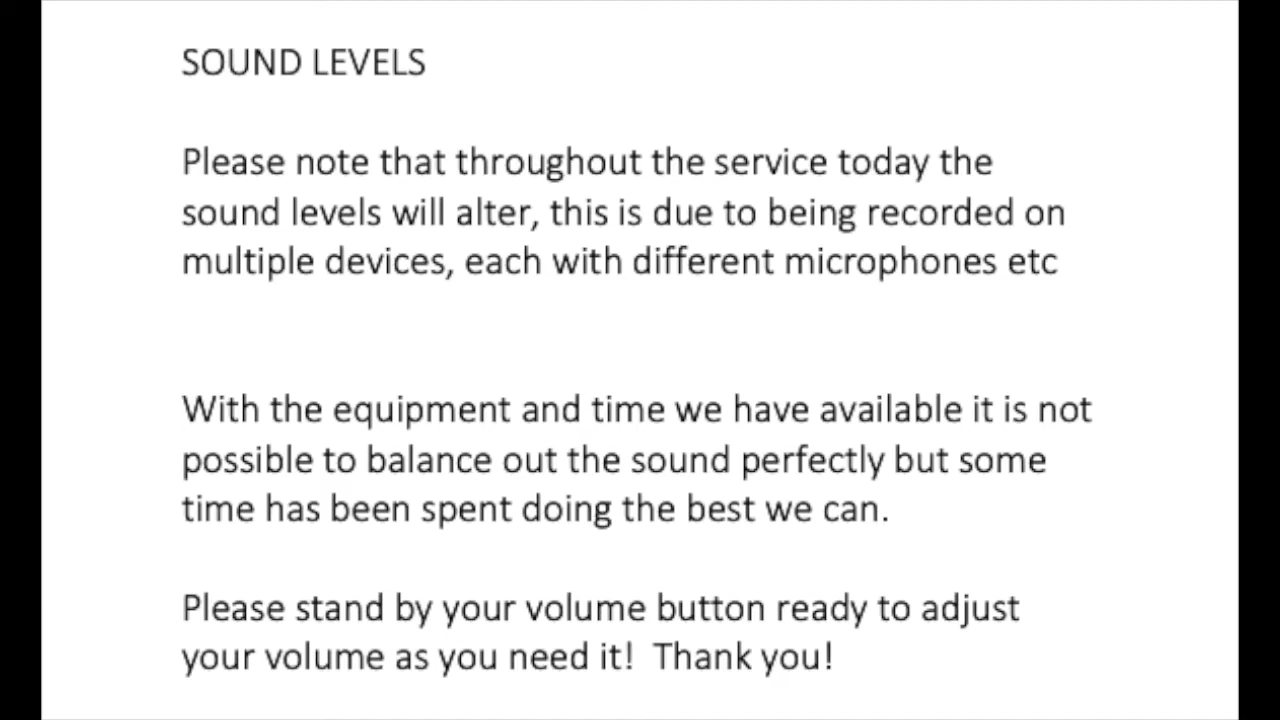 SOUND LEVELS
Please note that throughout the service today the
sound levels will alter, this is due to being recorded on
multiple devices, each with different microphones etc
With the equipment and time we have available it is not
possible to balance out the sound perfectly but some
time has been spent doing the best we can.
Please stand by your volume button ready to adjust
your volume as you need it!  Thank you!